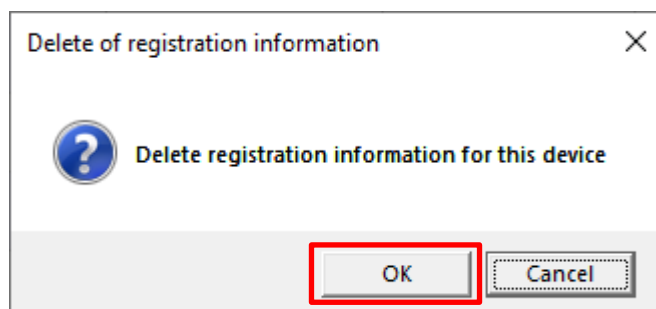 Delete of registration information
Delete registration information for this device
OK
Cancel